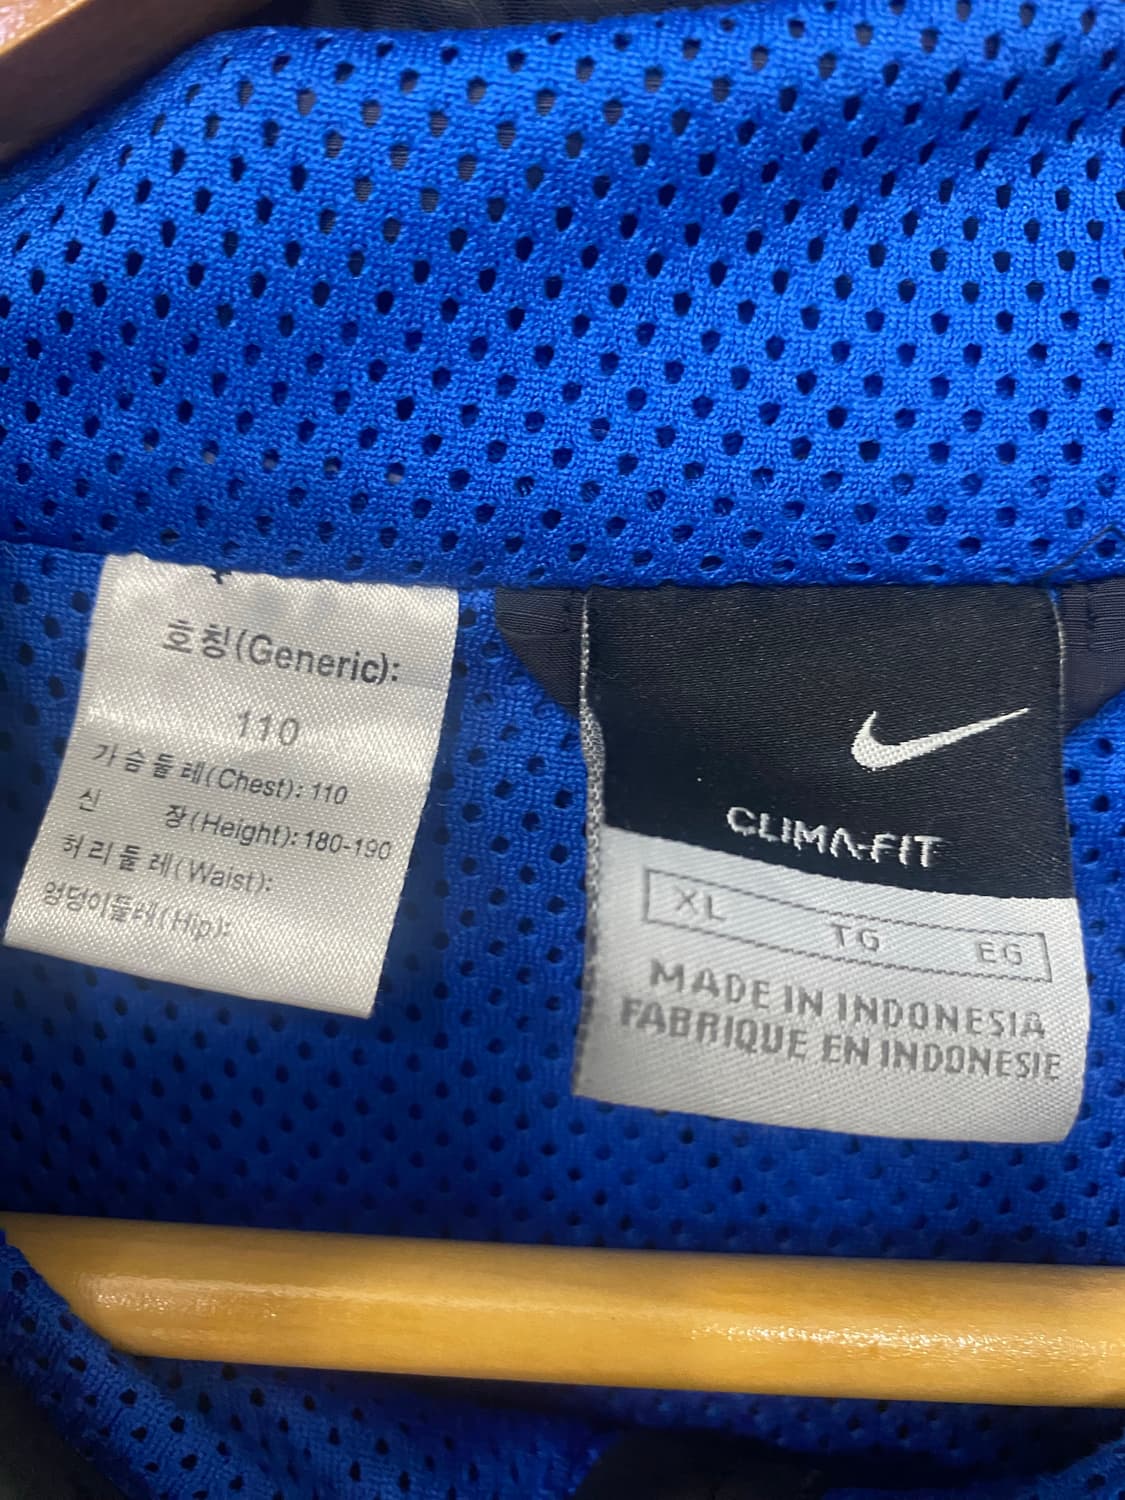 호칭(Generic):
110
가슴둘레(Chest): 110
신 장(Height): 180-190
허리둘레(Waist):
엉덩이둘레(Hip):
CLIMA-FIT
XL TG EG
MADE IN INDONESIA
FABRIQUE EN INDONESIE